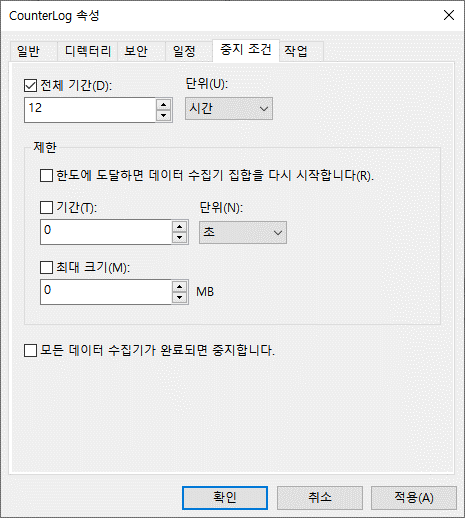 CounterLog 속성
일반 디렉터리 보안 일정 중지 조건 작업
전체 기간(D): 단위(U):
12 시간
제한
한도에 도달하면 데이터 수집기 집합을 다시 시작합니다(R).
기간(T): 단위(N):
0 초
최대 크기(M):
0 MB
모든 데이터 수집기가 완료되면 중지합니다.
확인 취소 적용(A)